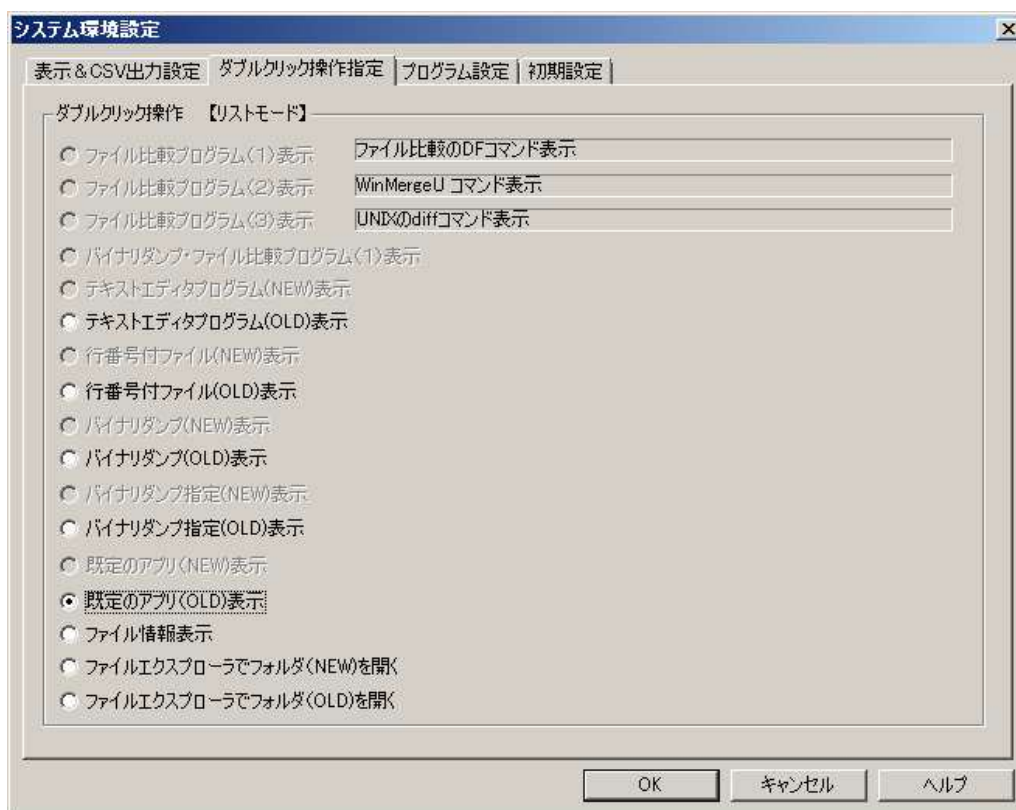 システム環境設定
表示&CSV出力設定 ダブルクリック操作指定 プログラム設定 初期設定
ダブルクリック操作 【リストモード】
ファイル比較プログラム(1)表示 ファイル比較のDFコマンド表示
ファイル比較プログラム(2)表示 WinMergeU コマンド表示
ファイル比較プログラム(3)表示 UNIXのdiffコマンド表示
バイナリダンプ・ファイル比較プログラム(1)表示
テキストエディタプログラム(NEW)表示
テキストエディタプログラム(OLD)表示
行番号付ファイル(NEW)表示
行番号付ファイル(OLD)表示
バイナリダンプ(NEW)表示
バイナリダンプ(OLD)表示
バイナリダンプ指定(NEW)表示
バイナリダンプ指定(OLD)表示
既定のアプリ(NEW)表示
既定のアプリ(OLD)表示
ファイル情報表示
ファイルエクスプローラでフォルダ(NEW)を開く
ファイルエクスプローラでフォルダ(OLD)を開く
OK キャンセル ヘルプ